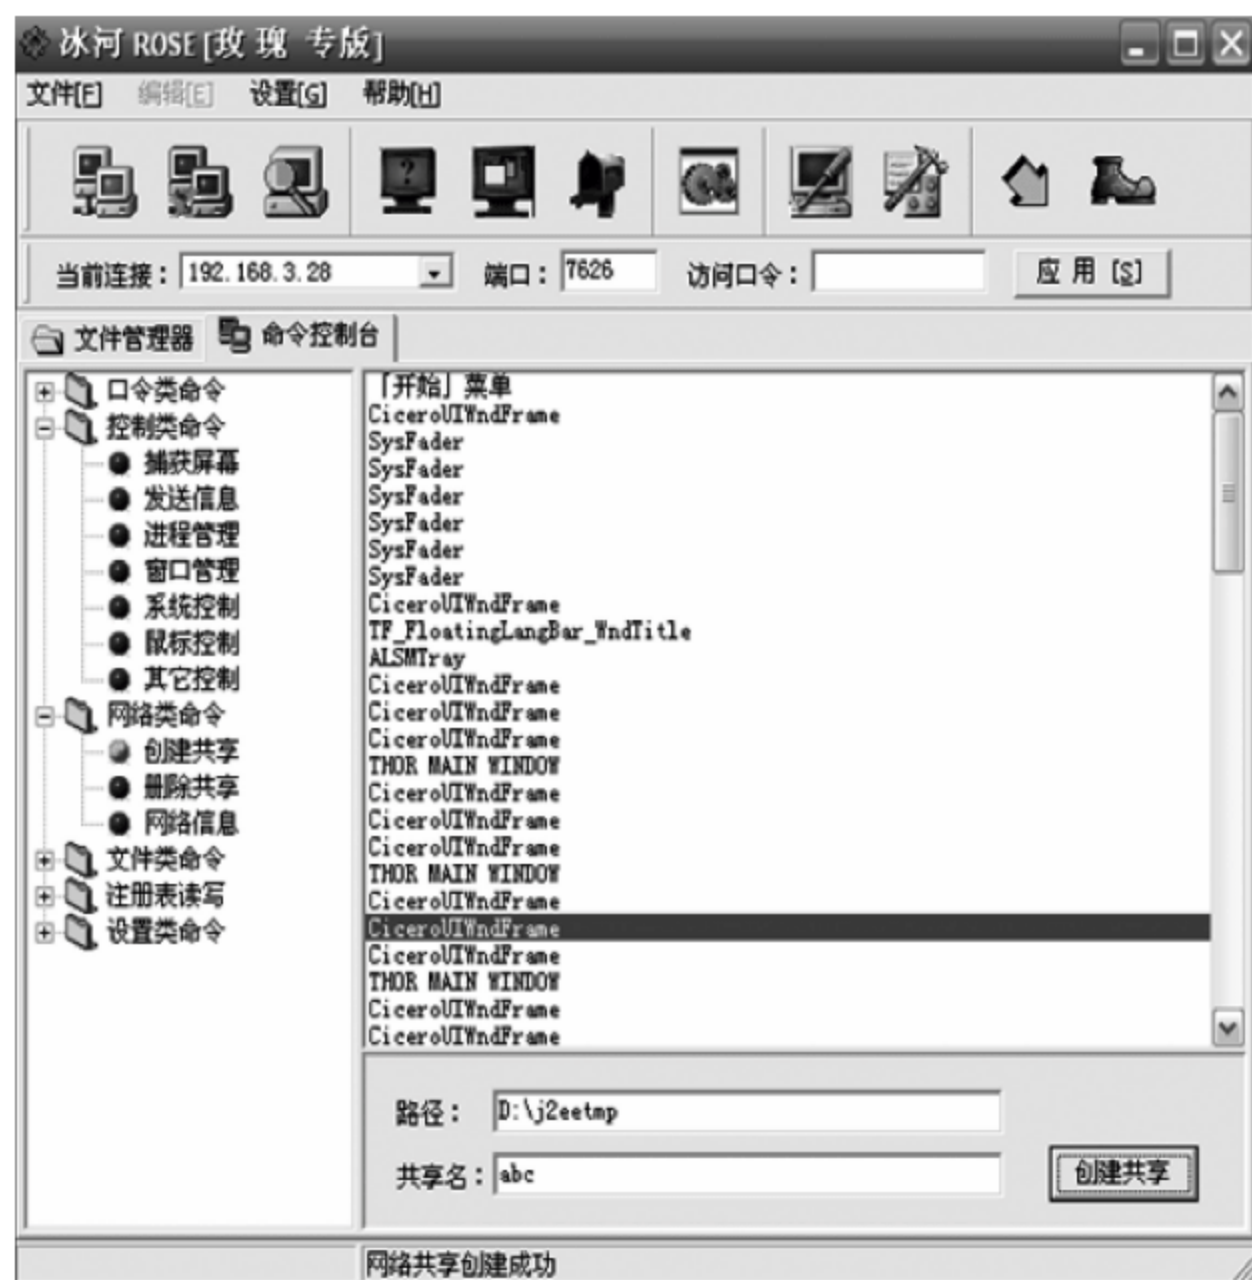 冰河 ROSE [玫 瑰 专版]
文件[F] 编辑[E] 设置[G] 帮助[H]
当前连接： 192.168.3.28 端口： 7626 访问口令： 应 用 [S]
文件管理器 命令控制台
口令类命令
控制类命令
捕获屏幕
发送信息
进程管理
窗口管理
系统控制
鼠标控制
其它控制
网络类命令
创建共享
删除共享
网络信息
文件类命令
注册表读写
设置类命令
「开始」菜单
CiceroUIWndFrame
SysFader
SysFader
SysFader
SysFader
SysFader
SysFader
CiceroUIWndFrame
TF_FloatingLangBar_WndTitle
ALSMTray
CiceroUIWndFrame
CiceroUIWndFrame
CiceroUIWndFrame
THOR MAIN WINDOW
CiceroUIWndFrame
CiceroUIWndFrame
CiceroUIWndFrame
THOR MAIN WINDOW
CiceroUIWndFrame
CiceroUIWndFrame
CiceroUIWndFrame
THOR MAIN WINDOW
CiceroUIWndFrame
CiceroUIWndFrame
路径： D:\j2eetmp
共享名： abc
创建共享
网络共享创建成功